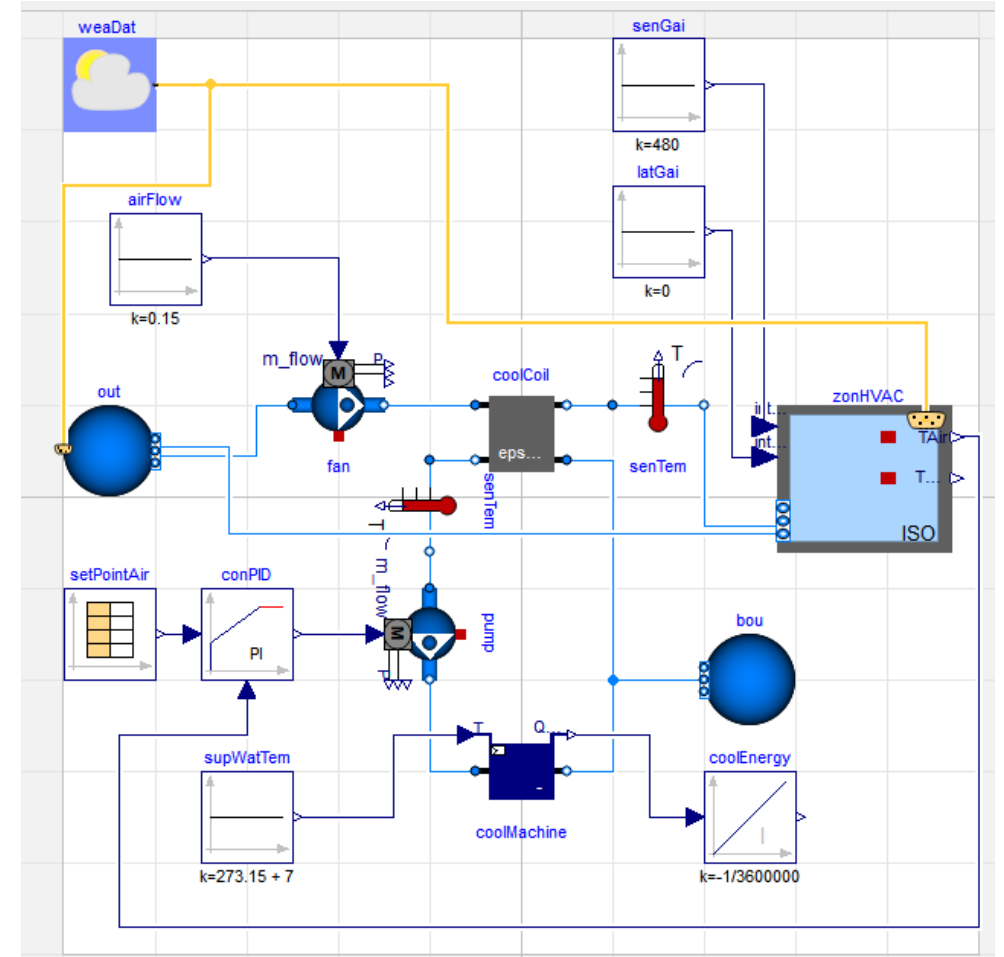 weaDat
senGai
k=480
latGai
airFlow
k=0.15
k=0
m_flow
P
T
out
coolCoil
zonHVAC
int...
TAir
eps...
fan
senTem
senTem
T...
T
ISO
m_flow
setPointAir
conPID
PI
pump
bou
P
T
Q...
supWatTem
coolEnergy
I
coolMachine
k=273.15 + 7
k=-1/3600000
M
M